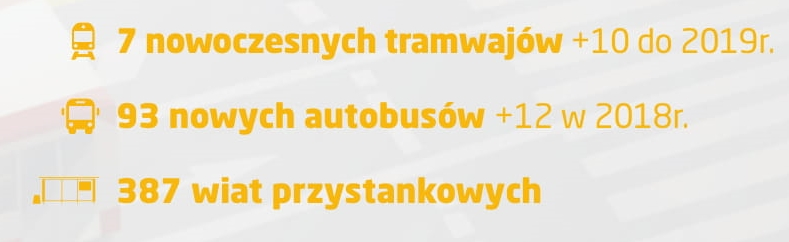 7 nowoczesnych tramwajów +10 do 2019r.
93 nowych autobusów +12 w 2018r.
387 wiat przystankowych